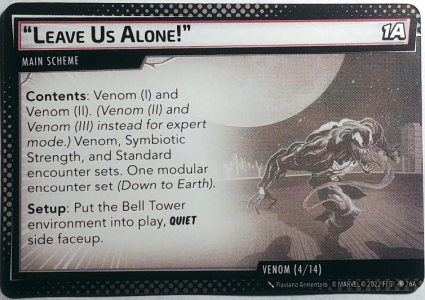 "LEAVE US ALONE!"
1A
MAIN SCHEME
Contents: Venom (I) and
Venom (II). (Venom (II) and
Venom (III) instead for expert
mode.) Venom, Symbiotic
Strength, and Standard
encounter sets. One modular
encounter set (Down to Earth).
Setup: Put the Bell Tower
environment into play, QUIET
side faceup.
VENOM (4/14)
Flaviano Armentaro © MARVEL © 2022 FFG 76A